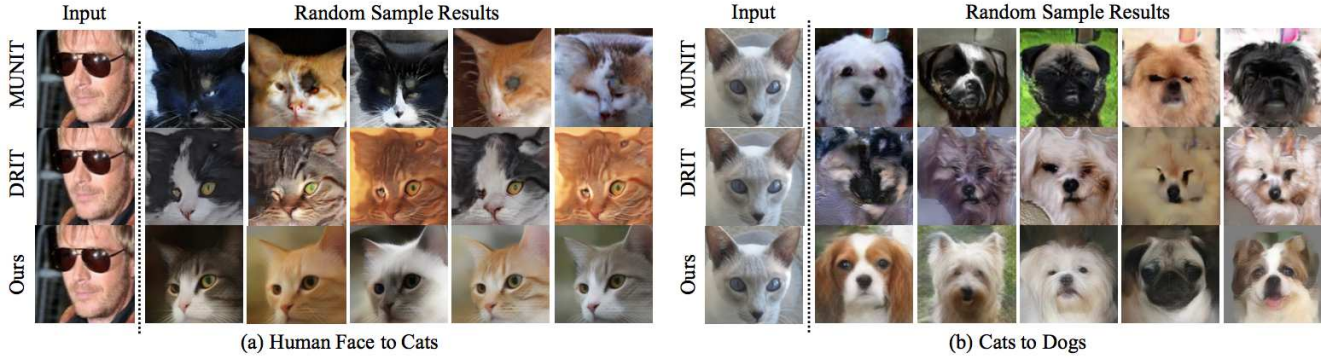 Input Random Sample Results
MUNIT
DRIT
Ours
(a) Human Face to Cats
Input Random Sample Results
MUNIT
DRIT
Ours
(b) Cats to Dogs